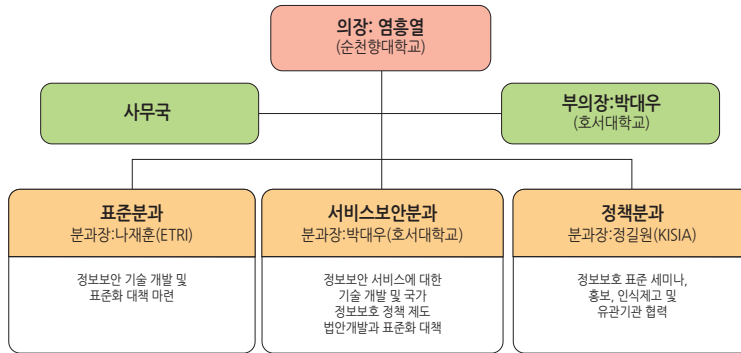 의장: 염흥열
(순천향대학교)
사무국
부의장:박대우
(호서대학교)
표준분과
분과장:나재훈(ETRI)
정보보안 기술 개발 및
표준화 대책 마련
서비스보안분과
분과장:박대우(호서대학교)
정보보안 서비스에 대한
기술 개발 및 국가
정보보호 정책 제도
법안개발과 표준화 대책
정책분과
분과장:정길원(KISIA)
정보보호 표준 세미나,
홍보, 인식제고 및
유관기관 협력